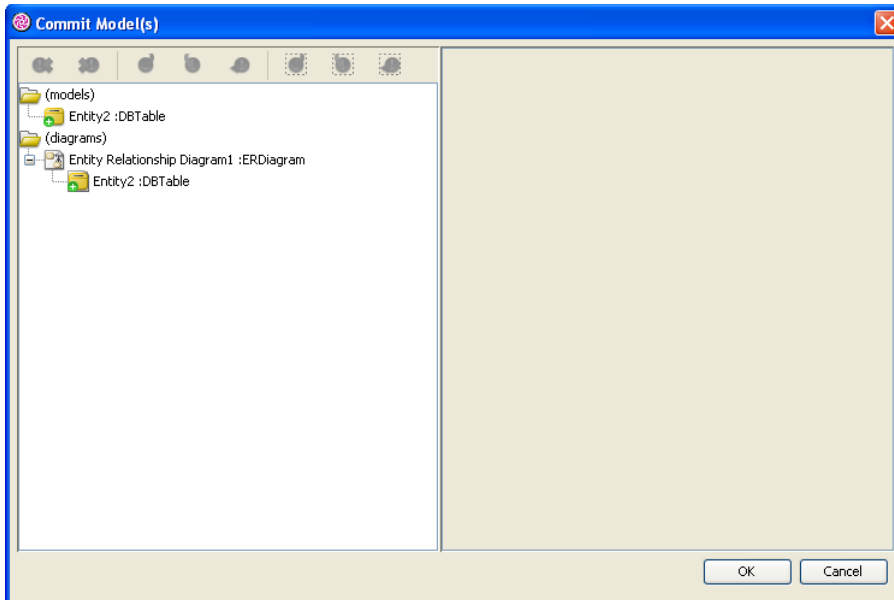 Commit Model(s)
(models)
Entity2 :DBTable
(diagrams)
Entity Relationship Diagram1 :ERDiagram
Entity2 :DBTable
OK
Cancel